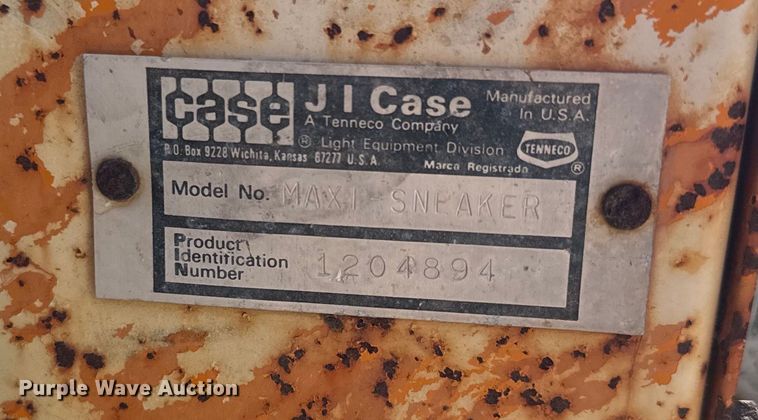 case
J I Case
A Tenneco Company
Manufactured
In U.S.A.
® Light Equipment Division
TENNECO
®
P.O. Box 9228 Wichita, Kansas 67277 U.S.A.
Marca Registrada
Model No. MAXI-SNEAKER
Product
Identification
Number 1204894
Purple Wave Auction